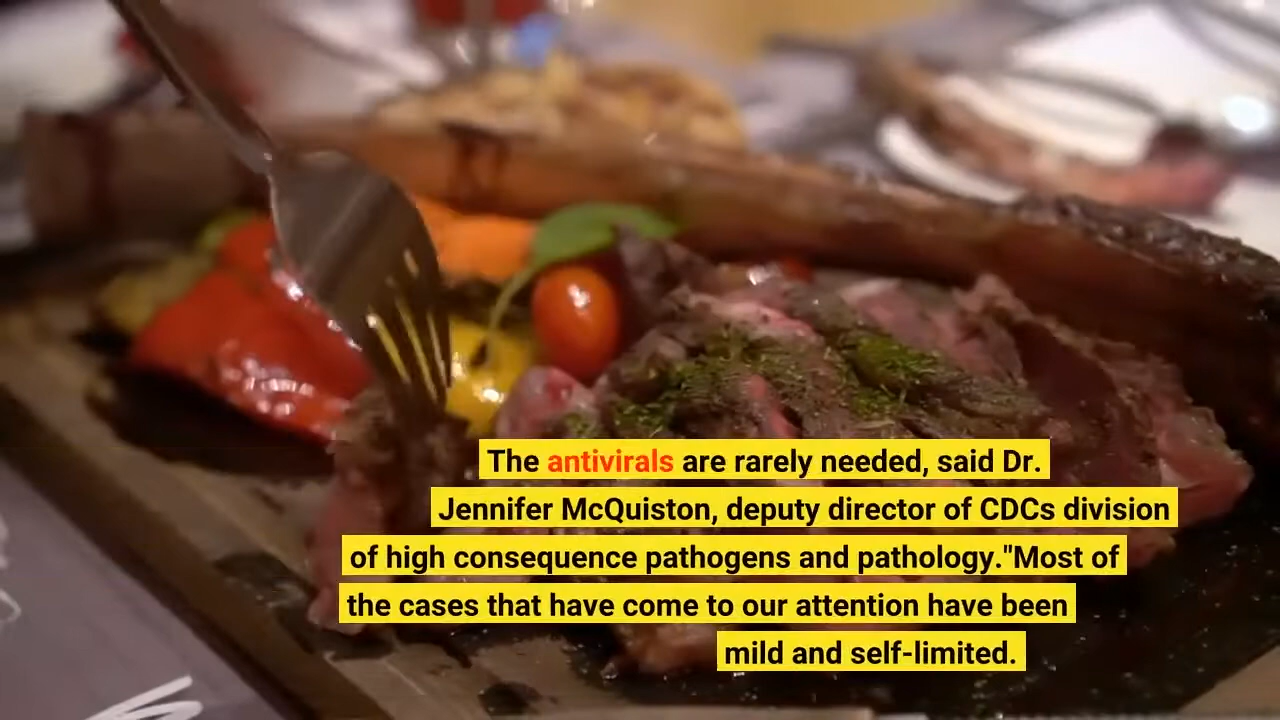 The antivirals are rarely needed, said Dr.
Jennifer McQuiston, deputy director of CDCs division
of high consequence pathogens and pathology."Most of
the cases that have come to our attention have been
mild and self-limited.